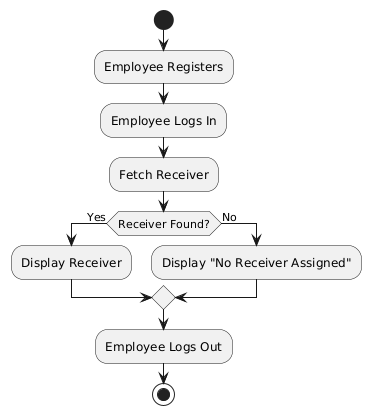 Employee Registers
Employee Logs In
Fetch Receiver
Yes
Receiver Found?
No
Display Receiver
Display "No Receiver Assigned"
Employee Logs Out